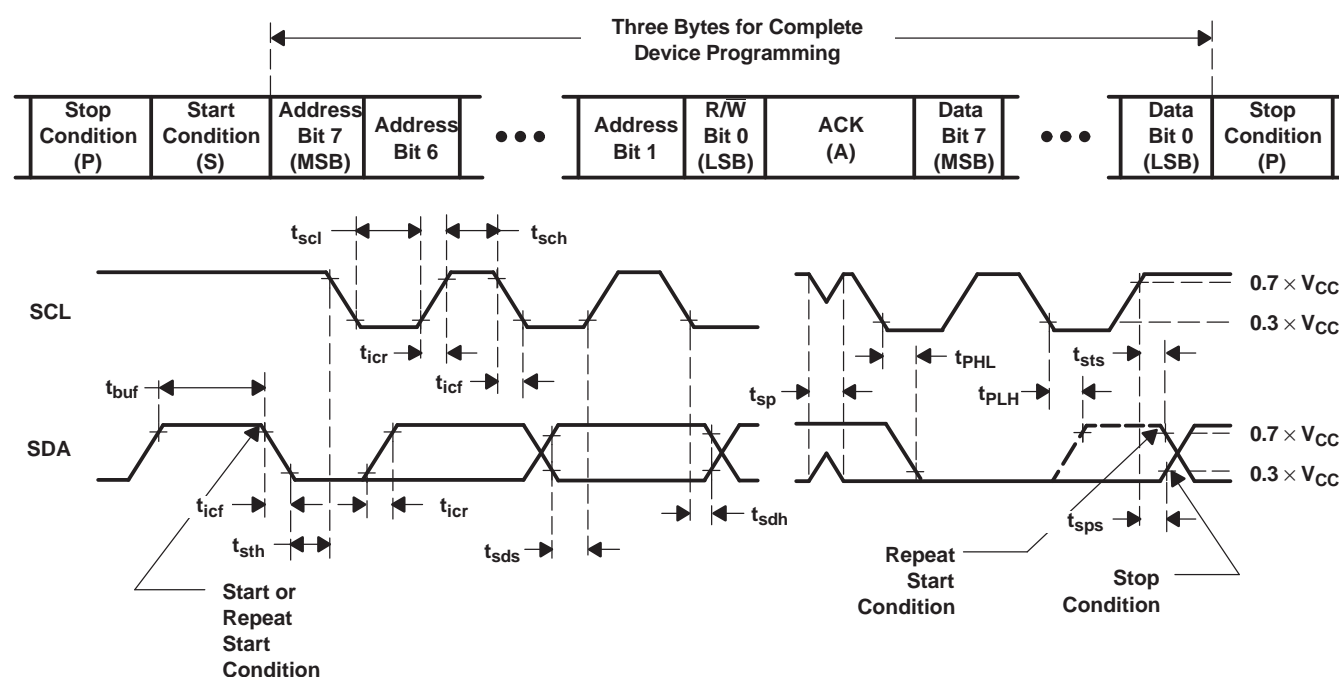 Three Bytes for Complete
Device Programming
Stop
Condition
(P)
Start
Condition
(S)
Address
Bit 7
(MSB)
Address
Bit 6
•••
Address
Bit 1
R/W̅
Bit 0
(LSB)
ACK
(A)
Data
Bit 7
(MSB)
•••
Data
Bit 0
(LSB)
Stop
Condition
(P)
tscl
tsch
SCL
0.7 × VCC
0.3 × VCC
ticr
ticf
tbuf
tsp
tPHL
tPLH
tsts
SDA
0.7 × VCC
0.3 × VCC
ticf
tsth
ticr
tsds
tsdh
tsps
Start or
Repeat
Start
Condition
Repeat
Start
Condition
Stop
Condition